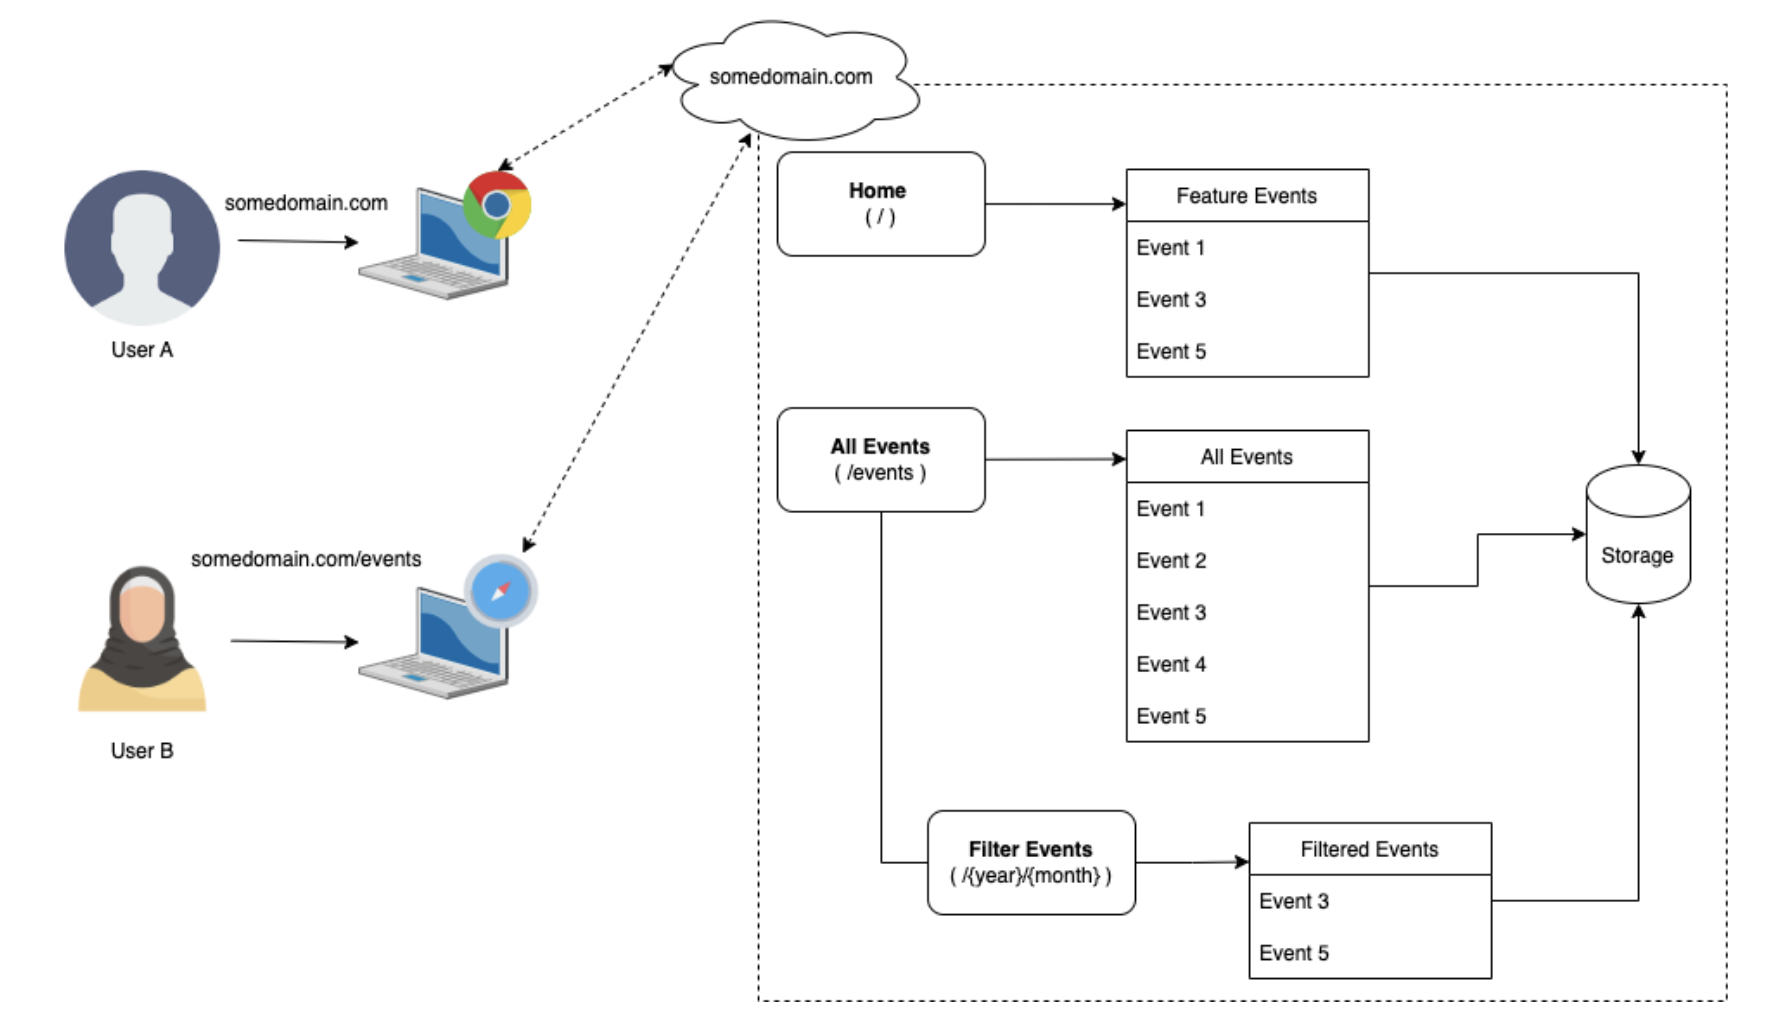 somedomain.com
somedomain.com
User A
somedomain.com/events
User B
Home
( / )
Feature Events
Event 1
Event 3
Event 5
All Events
( /events )
All Events
Event 1
Event 2
Event 3
Event 4
Event 5
Storage
Filter Events
( /{year}/{month} )
Filtered Events
Event 3
Event 5